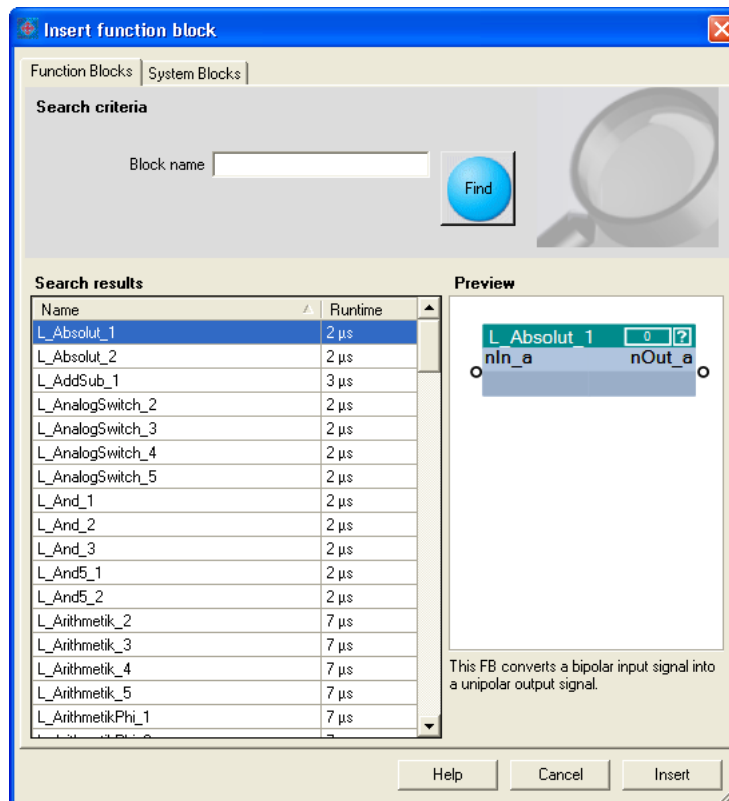 Insert function block
Function Blocks System Blocks
Search criteria
Block name
Find
Search results
Name Runtime
L_Absolut_1 2 µs
L_Absolut_2 2 µs
L_AddSub_1 3 µs
L_AnalogSwitch_2 2 µs
L_AnalogSwitch_3 2 µs
L_AnalogSwitch_4 2 µs
L_AnalogSwitch_5 2 µs
L_And_1 2 µs
L_And_2 2 µs
L_And_3 2 µs
L_And5_1 2 µs
L_And5_2 2 µs
L_Arithmetik_2 7 µs
L_Arithmetik_3 7 µs
L_Arithmetik_4 7 µs
L_Arithmetik_5 7 µs
L_ArithmetikPhi_1 7 µs
Preview
L_Absolut_1 0 ?
nIn_a nOut_a
This FB converts a bipolar input signal into
a unipolar output signal.
Help Cancel Insert